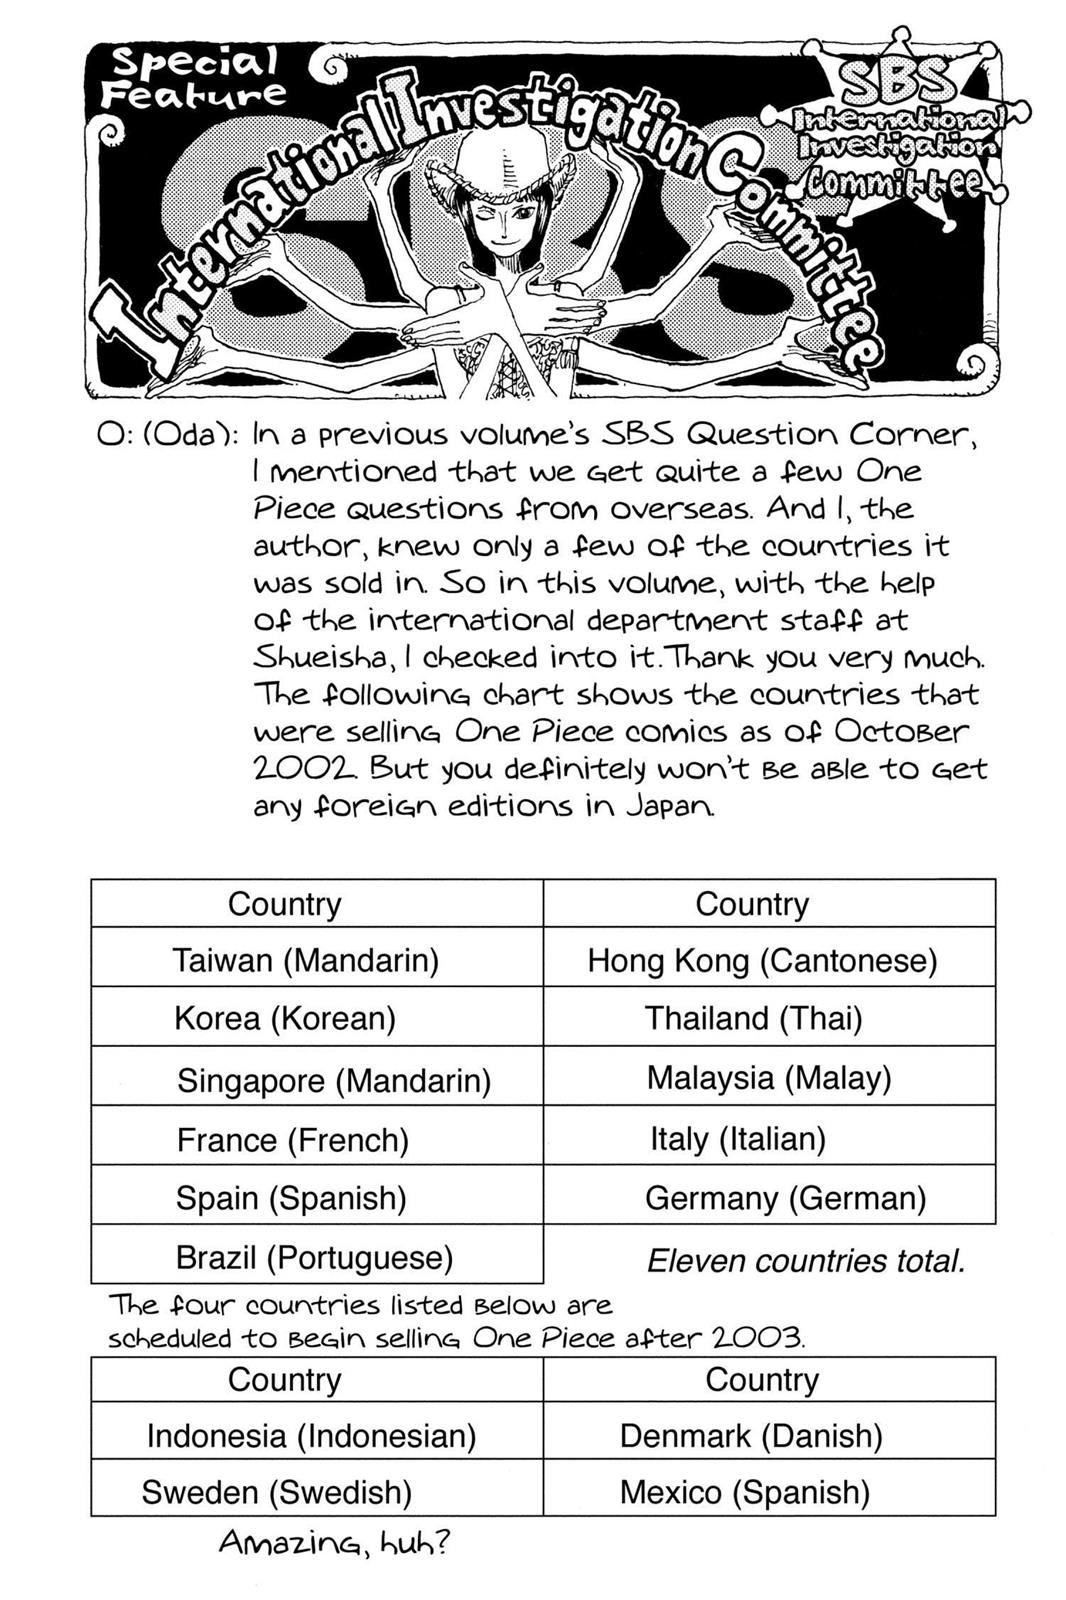 Special
Feature
International Investigation Committee
SBS
International
Investigation
Committee
SBS
O: (Oda): In a previous volume's SBS Question Corner,
I mentioned that we get quite a few One
Piece questions from overseas. And I, the
author, knew only a few of the countries it
was sold in. So in this volume, with the help
of the international department staff at
Shueisha, I checked into it. Thank you very much.
The following chart shows the countries that
were selling One Piece comics as of October
2002. But you definitely won't be able to get
any foreign editions in Japan.
Country Country
Taiwan (Mandarin) Hong Kong (Cantonese)
Korea (Korean) Thailand (Thai)
Singapore (Mandarin) Malaysia (Malay)
France (French) Italy (Italian)
Spain (Spanish) Germany (German)
Brazil (Portuguese) Eleven countries total.
The four countries listed below are
scheduled to begin selling One Piece after 2003.
Country Country
Indonesia (Indonesian) Denmark (Danish)
Sweden (Swedish) Mexico (Spanish)
Amazing, huh?